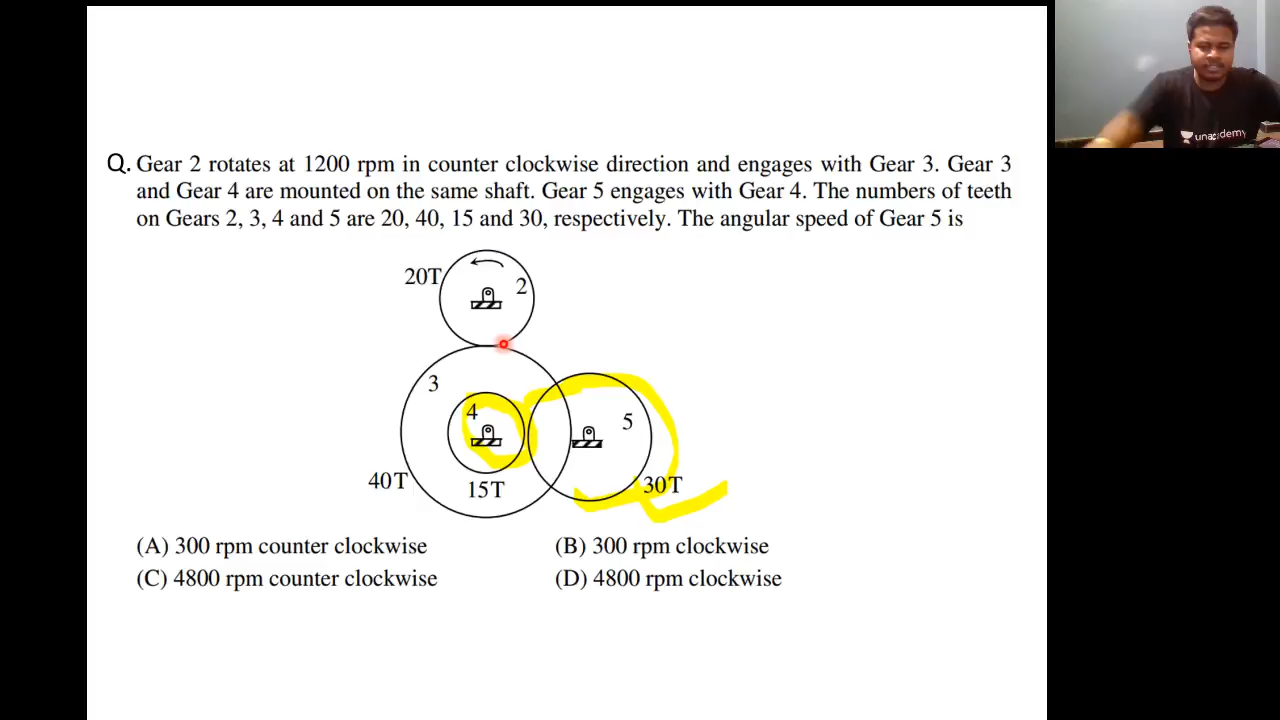 Q. Gear 2 rotates at 1200 rpm in counter clockwise direction and engages with Gear 3. Gear 3
and Gear 4 are mounted on the same shaft. Gear 5 engages with Gear 4. The numbers of teeth
on Gears 2, 3, 4 and 5 are 20, 40, 15 and 30, respectively. The angular speed of Gear 5 is
20T
2
3
4
5
40T
15T
30T
(A) 300 rpm counter clockwise
(B) 300 rpm clockwise
(C) 4800 rpm counter clockwise
(D) 4800 rpm clockwise
unacademy